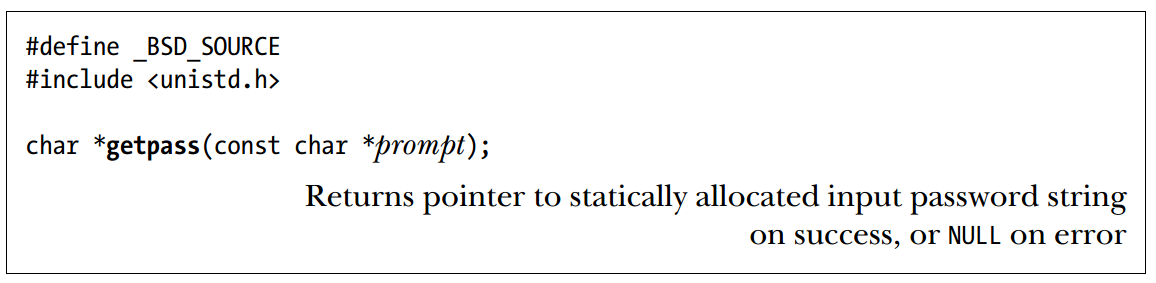 #define _BSD_SOURCE
#include <unistd.h>
char *getpass(const char *prompt);
Returns pointer to statically allocated input password string
on success, or NULL on error